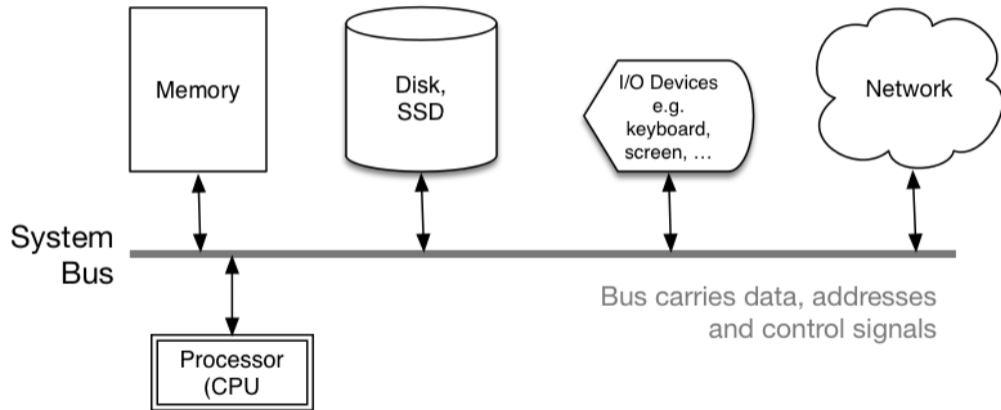 Memory
Disk,
SSD
I/O Devices
e.g.
keyboard,
screen, ...
Network
System
Bus
Bus carries data, addresses
and control signals
Processor
(CPU